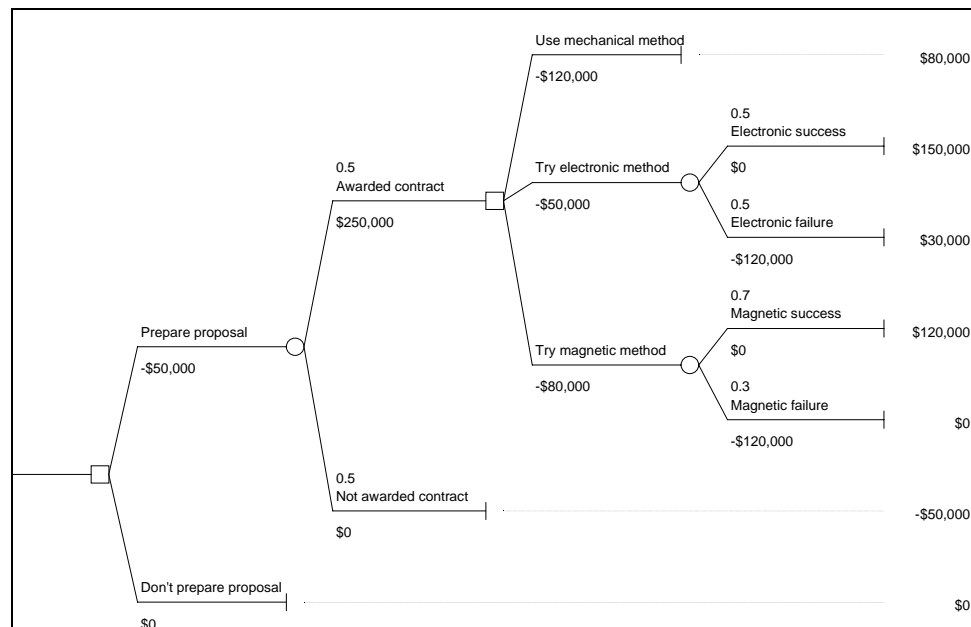 Use mechanical method
-$120,000
$80,000
0.5
Electronic success
$0
$150,000
Try electronic method
-$50,000
0.5
Electronic failure
-$120,000
$30,000
0.5
Awarded contract
$250,000
0.7
Magnetic success
$0
$120,000
Try magnetic method
-$80,000
0.3
Magnetic failure
-$120,000
$0
Prepare proposal
-$50,000
0.5
Not awarded contract
$0
-$50,000
Don't prepare proposal
$0
$0